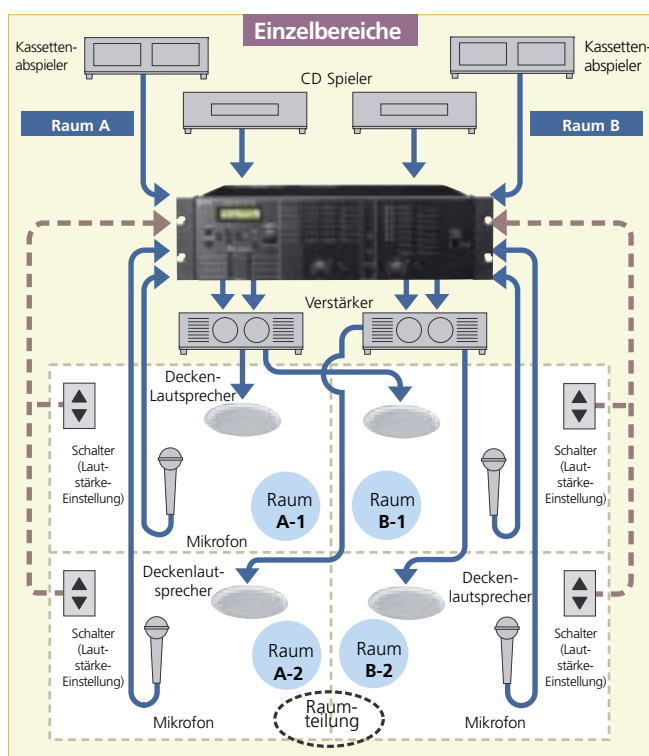 Einzelbereiche
Kassetten-
abspieler
Kassetten-
abspieler
CD Spieler
Raum A
Raum B
Verstärker
Decken-
Lautsprecher
Schalter
(Laut-
stärke-
Einstellung)
Schalter
(Laut-
stärke-
Einstellung)
Raum
A-1
Raum
B-1
Mikrofon
Deckenlaut-
sprecher
Decken-
lautsprecher
Schalter
(Laut-
stärke-
Einstellung)
Schalter
(Laut-
stärke-
Einstellung)
Raum
A-2
Raum
B-2
Mikrofon
Raum-
teilung
Mikrofon